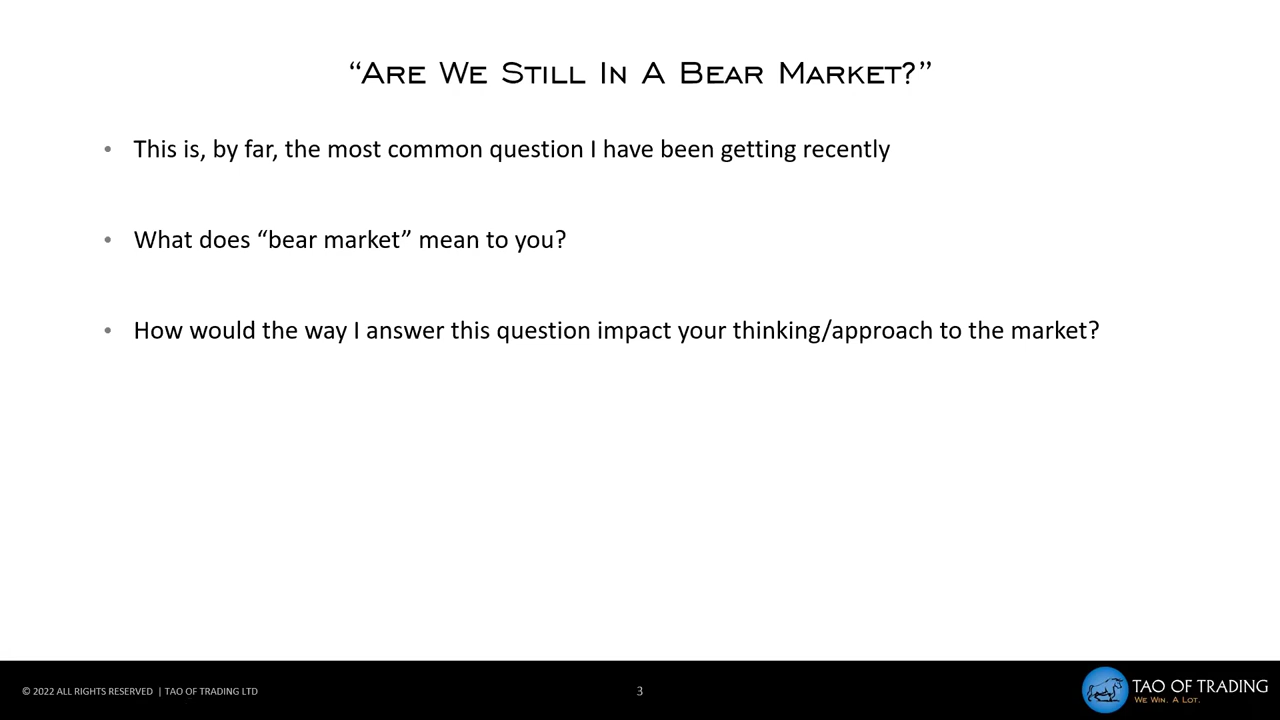 “Are We Still In A Bear Market?”
• This is, by far, the most common question I have been getting recently
• What does “bear market” mean to you?
• How would the way I answer this question impact your thinking/approach to the market?
© 2022 ALL RIGHTS RESERVED | TAO OF TRADING LTD
3
TAO OF TRADING
We Win. A Lot.